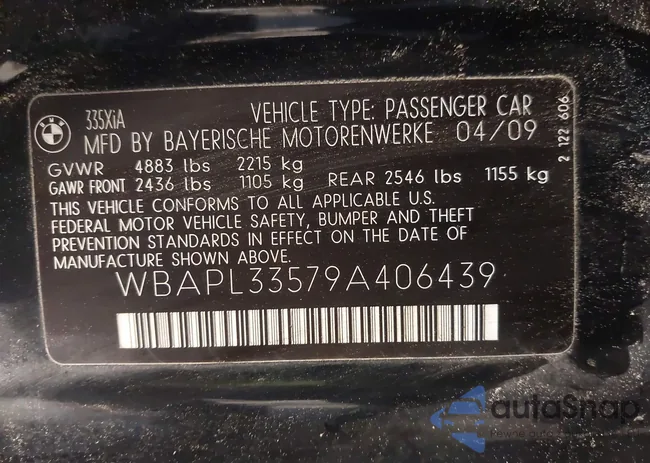 335XiA VEHICLE TYPE: PASSENGER CAR
MFD BY BAYERISCHE MOTORENWERKE 04/09
GVWR 4883 lbs 2215 kg
GAWR FRONT 2436 lbs 1105 kg REAR 2546 lbs 1155 kg
THIS VEHICLE CONFORMS TO ALL APPLICABLE U.S.
FEDERAL MOTOR VEHICLE SAFETY, BUMPER AND THEFT
PREVENTION STANDARDS IN EFFECT ON THE DATE OF
MANUFACTURE SHOWN ABOVE.
WBAPL33579A406439
2 122 606
BMW
autoSnap